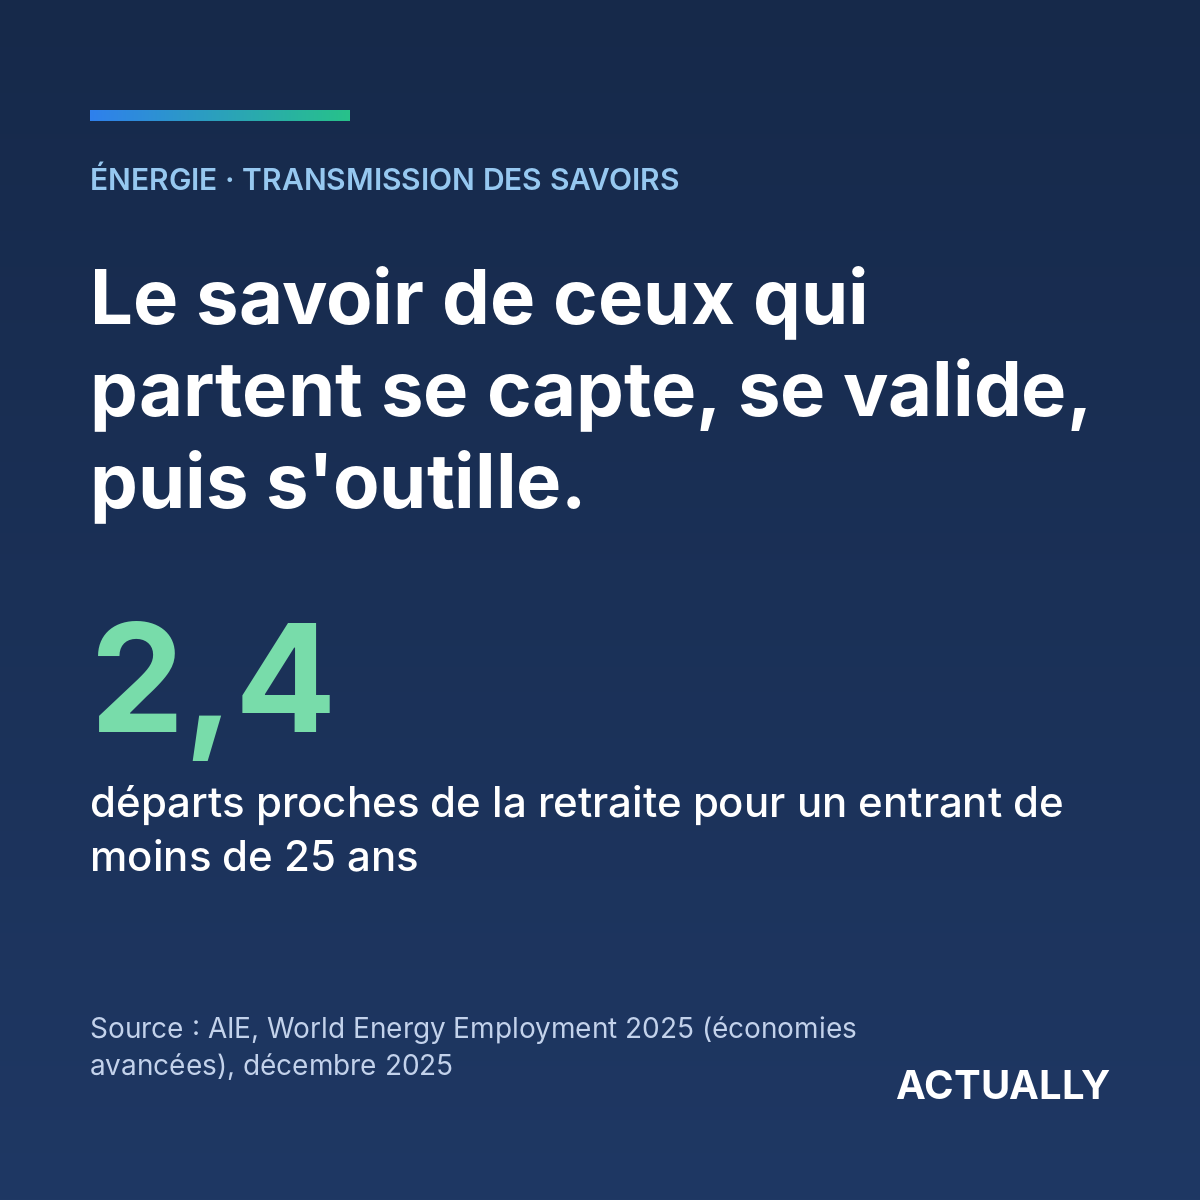 ÉNERGIE · TRANSMISSION DES SAVOIRS
Le savoir de ceux qui
partent se capte, se valide,
puis s'outille.
2,4
départs proches de la retraite pour un entrant de
moins de 25 ans
Source : AIE, World Energy Employment 2025 (économies
avancées), décembre 2025
ACTUALLY